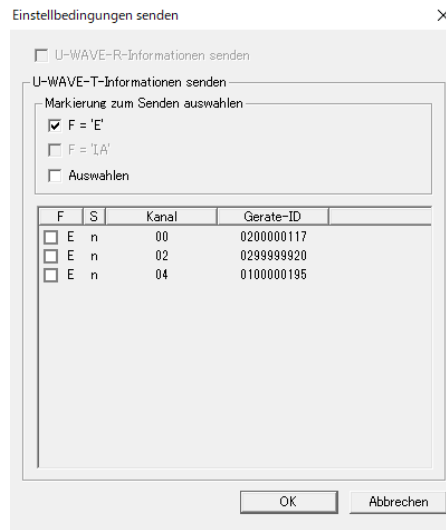 Einstellbedingungen senden
U-WAVE-R-Informationen senden
U-WAVE-T-Informationen senden
Markierung zum Senden auswahlen
F = 'E'
F = 'I,A'
Auswahlen
F S Kanal Gerate-ID
E n 00 0200000117
E n 02 0299999920
E n 04 0100000195
OK Abbrechen